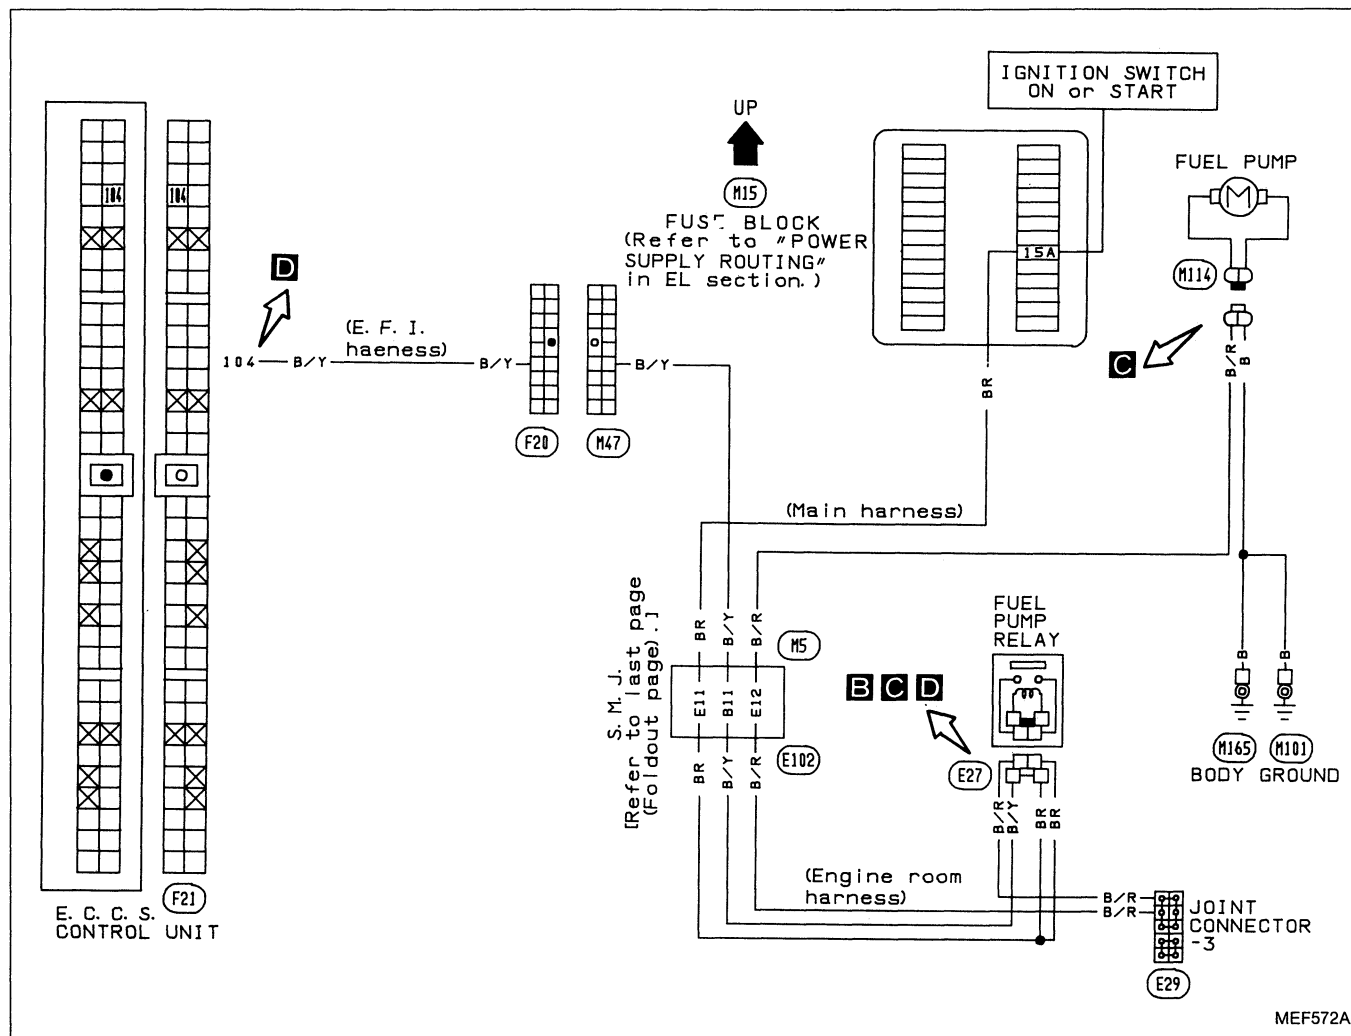 IGNITION SWITCH
ON or START
UP
M15
FUSE BLOCK
(Refer to "POWER
SUPPLY ROUTING"
in EL section.)
15A
FUEL PUMP
M
M114
104
104
D
(E. F. I.
haeness)
104
B/Y
B/Y
B/Y
F20
M47
BR
C
B/R
B
(Main harness)
S. M. J.
[Refer to last page
(Foldout page).]
BR
B/Y
B/R
M5
E11
B11
E12
E102
BR
B/Y
B/R
FUEL
PUMP
RELAY
B C D
E27
B/R
B/Y
BR
BR
B
B
M165
M101
BODY GROUND
(Engine room
harness)
B/R
B/R
JOINT
CONNECTOR
-3
E29
F21
E. C. C. S.
CONTROL UNIT
MEF572A